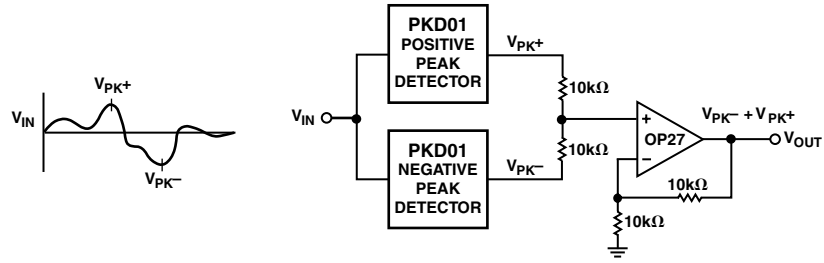 V_PK+
V_IN
V_PK−
V_IN
PKD01
POSITIVE
PEAK
DETECTOR
V_PK+
10kΩ
PKD01
NEGATIVE
PEAK
DETECTOR
V_PK−
10kΩ
+
OP27
−
V_PK− + V_PK+
V_OUT
10kΩ
10kΩ